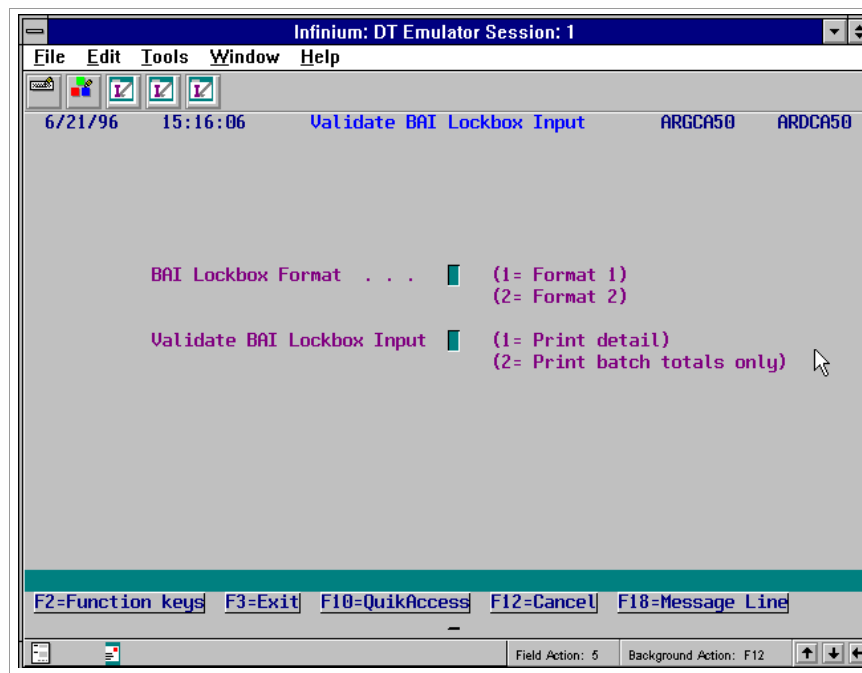 Infinium: DT Emulator Session: 1
File Edit Tools Window Help
6/21/96 15:16:06 Validate BAI Lockbox Input ARGCA50 ARDCA50
BAI Lockbox Format . . . (1= Format 1)
(2= Format 2)
Validate BAI Lockbox Input (1= Print detail)
(2= Print batch totals only)
F2=Function keys F3=Exit F10=QuikAccess F12=Cancel F18=Message Line
Field Action: 5 Background Action: F12